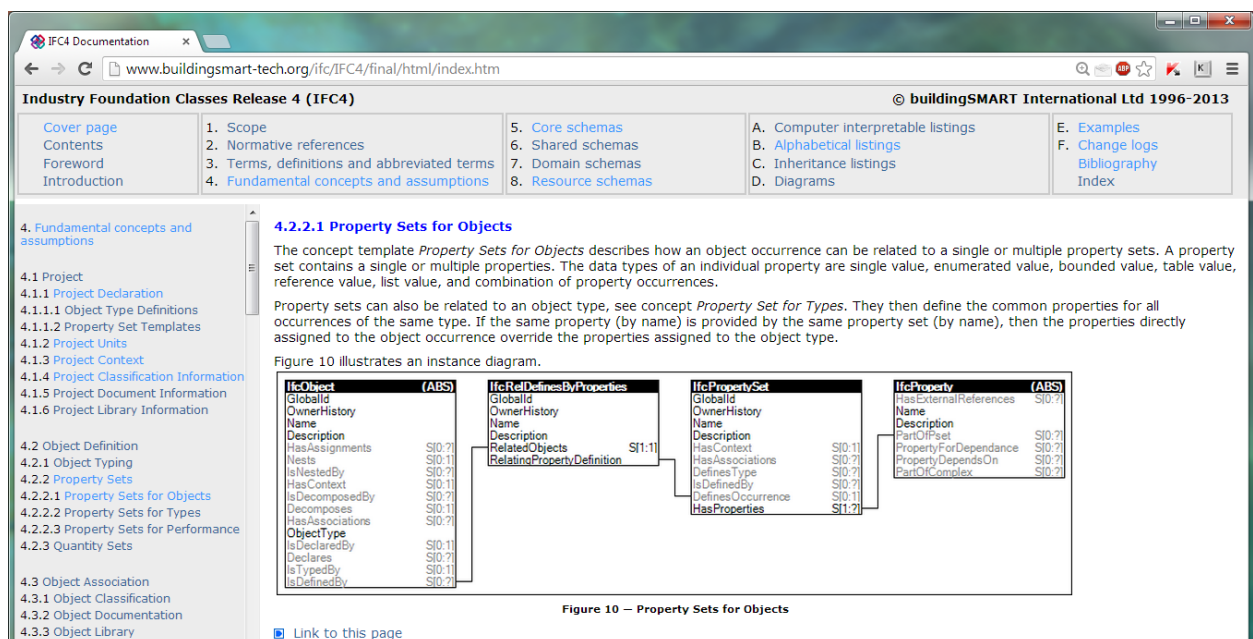 IFC4 Documentation
www.buildingsmart-tech.org/ifc/IFC4/final/html/index.htm
ABP
K
Industry Foundation Classes Release 4 (IFC4)
© buildingSMART International Ltd 1996-2013
Cover page
Contents
Foreword
Introduction
1. Scope
2. Normative references
3. Terms, definitions and abbreviated terms
4. Fundamental concepts and assumptions
5. Core schemas
6. Shared schemas
7. Domain schemas
8. Resource schemas
A. Computer interpretable listings
B. Alphabetical listings
C. Inheritance listings
D. Diagrams
E. Examples
F. Change logs
Bibliography
Index
4. Fundamental concepts and
assumptions
4.1 Project
4.1.1 Project Declaration
4.1.1.1 Object Type Definitions
4.1.1.2 Property Set Templates
4.1.2 Project Units
4.1.3 Project Context
4.1.4 Project Classification Information
4.1.5 Project Document Information
4.1.6 Project Library Information
4.2 Object Definition
4.2.1 Object Typing
4.2.2 Property Sets
4.2.2.1 Property Sets for Objects
4.2.2.2 Property Sets for Types
4.2.2.3 Property Sets for Performance
4.2.3 Quantity Sets
4.3 Object Association
4.3.1 Object Classification
4.3.2 Object Documentation
4.3.3 Object Library
4.2.2.1 Property Sets for Objects
The concept template Property Sets for Objects describes how an object occurrence can be related to a single or multiple property sets. A property
set contains a single or multiple properties. The data types of an individual property are single value, enumerated value, bounded value, table value,
reference value, list value, and combination of property occurrences.
Property sets can also be related to an object type, see concept Property Set for Types. They then define the common properties for all
occurrences of the same type. If the same property (by name) is provided by the same property set (by name), then the properties directly
assigned to the object occurrence override the properties assigned to the object type.
Figure 10 illustrates an instance diagram.
IfcObject (ABS)
GlobalId
OwnerHistory
Name
Description
HasAssignments S[0:?]
Nests S[0:1]
IsNestedBy S[0:?]
HasContext S[0:1]
IsDecomposedBy S[0:?]
Decomposes S[0:1]
HasAssociations S[0:?]
ObjectType
IsDeclaredBy S[0:1]
Declares S[0:?]
IsTypedBy S[0:1]
IsDefinedBy S[0:?]
IfcRelDefinesByProperties
GlobalId
OwnerHistory
Name
Description
RelatedObjects S[1:1]
RelatingPropertyDefinition
IfcPropertySet
GlobalId
OwnerHistory
Name
Description
HasContext S[0:1]
HasAssociations S[0:?]
DefinesType S[0:?]
IsDefinedBy S[0:?]
DefinesOccurrence S[0:1]
HasProperties S[1:?]
IfcProperty (ABS)
HasExternalReferences S[0:?]
Name
Description
PartOfPset S[0:?]
PropertyForDependance S[0:?]
PropertyDependsOn S[0:?]
PartOfComplex S[0:?]
Figure 10 — Property Sets for Objects
Link to this page